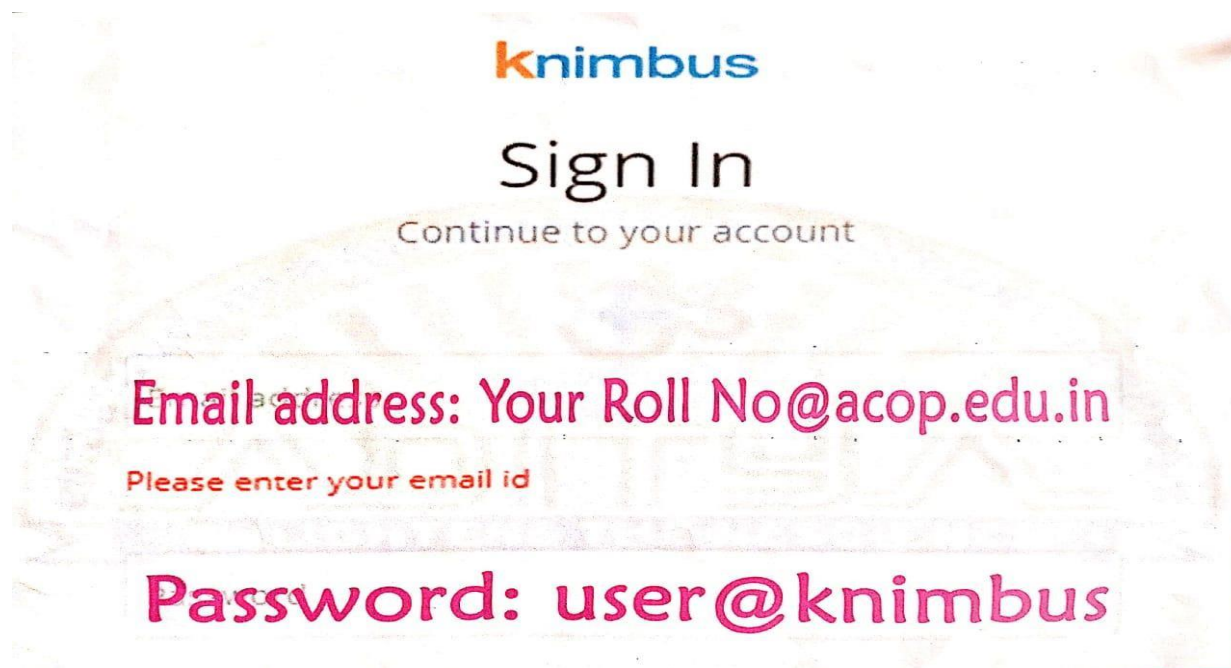 knimbus
Sign In
Continue to your account
Email address: Your Roll No@acop.edu.in
Please enter your email id
Password: user@knimbus